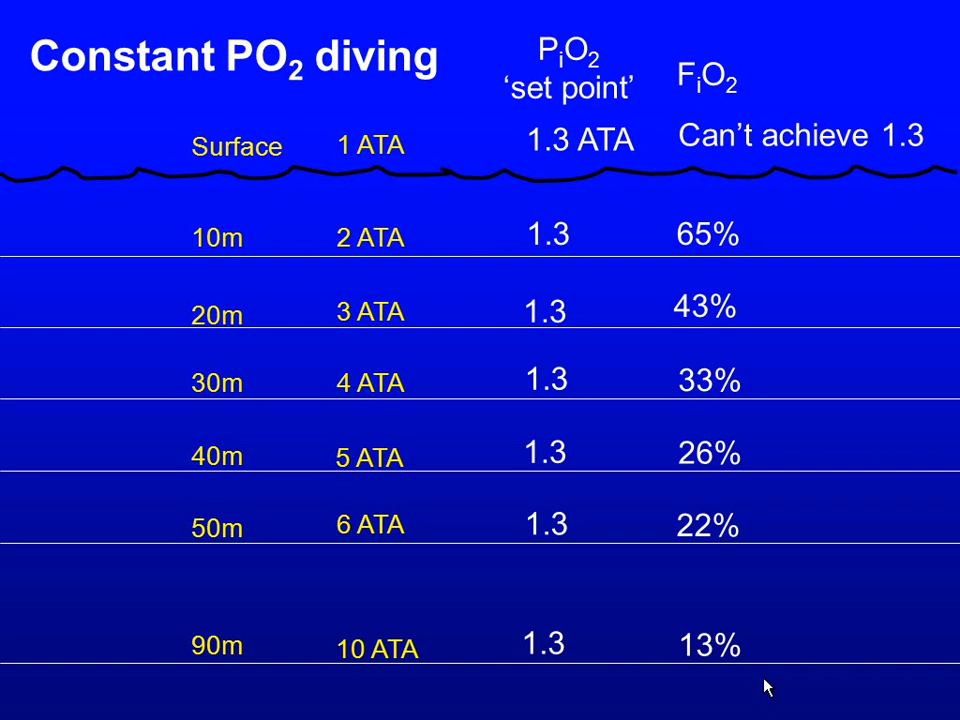 Constant PO₂ diving
PᵢO₂
‘set point’
FᵢO₂
Surface 1 ATA 1.3 ATA Can’t achieve 1.3
10m 2 ATA 1.3 65%
20m 3 ATA 1.3 43%
30m 4 ATA 1.3 33%
40m 5 ATA 1.3 26%
50m 6 ATA 1.3 22%
90m 10 ATA 1.3 13%